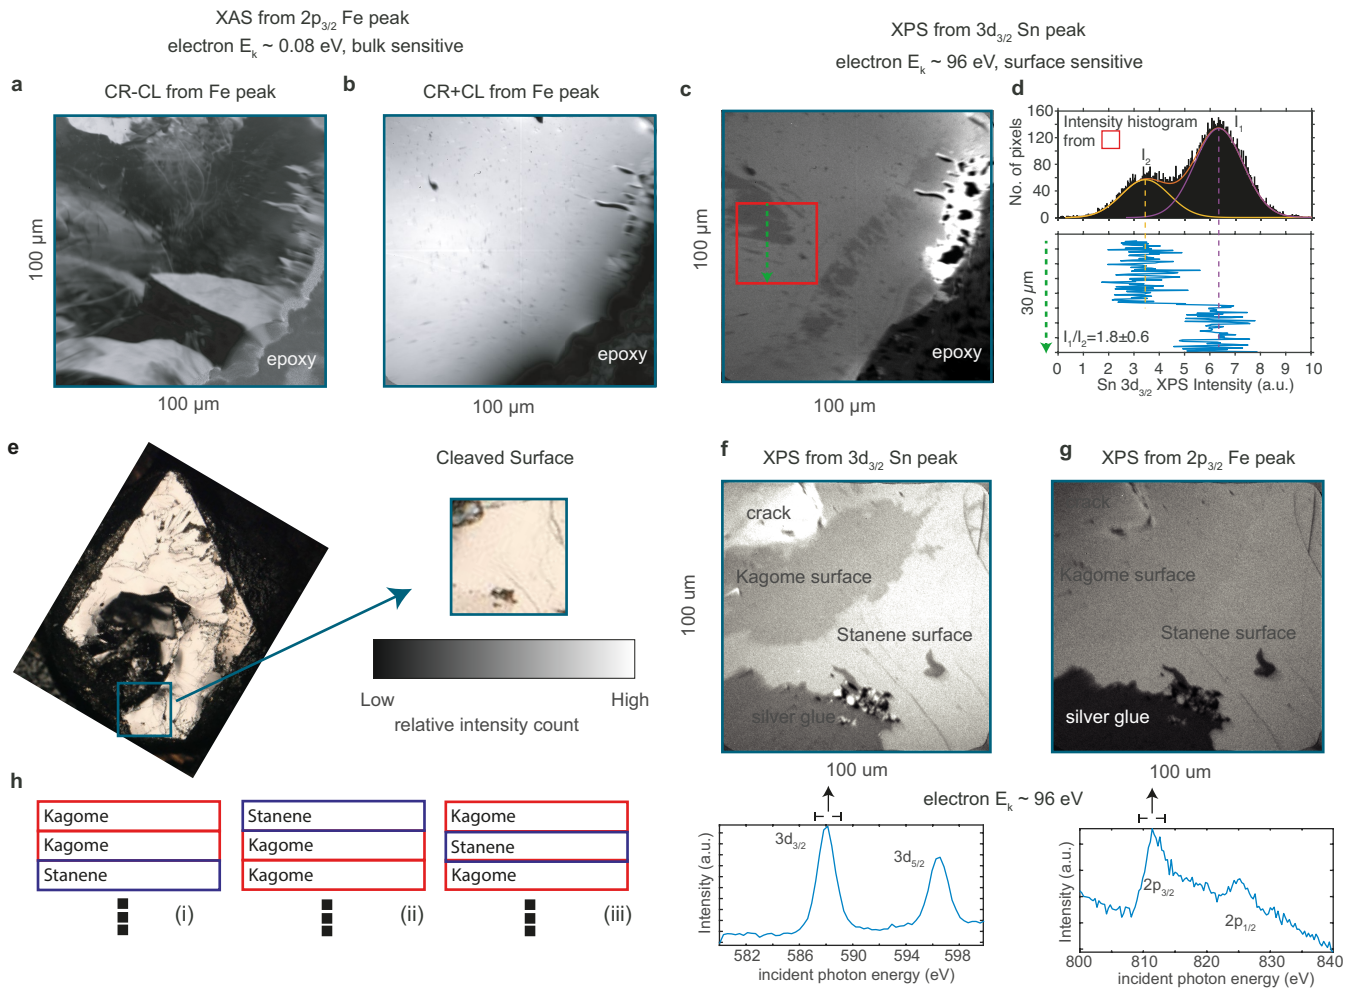 XAS from 2p3/2 Fe peak
electron Ek ~ 0.08 eV, bulk sensitive
XPS from 3d3/2 Sn peak
electron Ek ~ 96 eV, surface sensitive
a
CR-CL from Fe peak
100 µm
epoxy
100 µm
b
CR+CL from Fe peak
epoxy
100 µm
c
100 µm
epoxy
100 µm
d
No. of pixels
160
120
80
40
0
Intensity histogram
from
I1
I2
30 µm
I1/I2=1.8±0.6
0 1 2 3 4 5 6 7 8 9 10
Sn 3d3/2 XPS Intensity (a.u.)
e
Cleaved Surface
Low
High
relative intensity count
f
XPS from 3d3/2 Sn peak
100 um
crack
Kagome surface
Stanene surface
silver glue
100 um
g
XPS from 2p3/2 Fe peak
crack
Kagome surface
Stanene surface
silver glue
100 um
electron Ek ~ 96 eV
Intensity (a.u.)
3d3/2
3d5/2
582 586 590 594 598
incident photon energy (eV)
Intensity (a.u.)
2p3/2
2p1/2
800 810 820 830 840
incident photon energy (eV)
h
Kagome
Kagome
Stanene
(i)
Stanene
Kagome
Kagome
(ii)
Kagome
Stanene
Kagome
(iii)